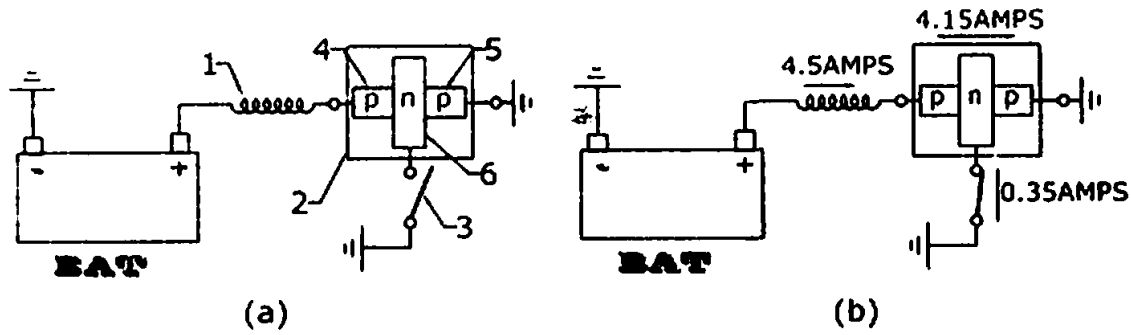 1
4
5
p n p
2
6
3
- +
BAT
(a)
4.15AMPS
4.5AMPS
p n p
0.35AMPS
- +
BAT
(b)